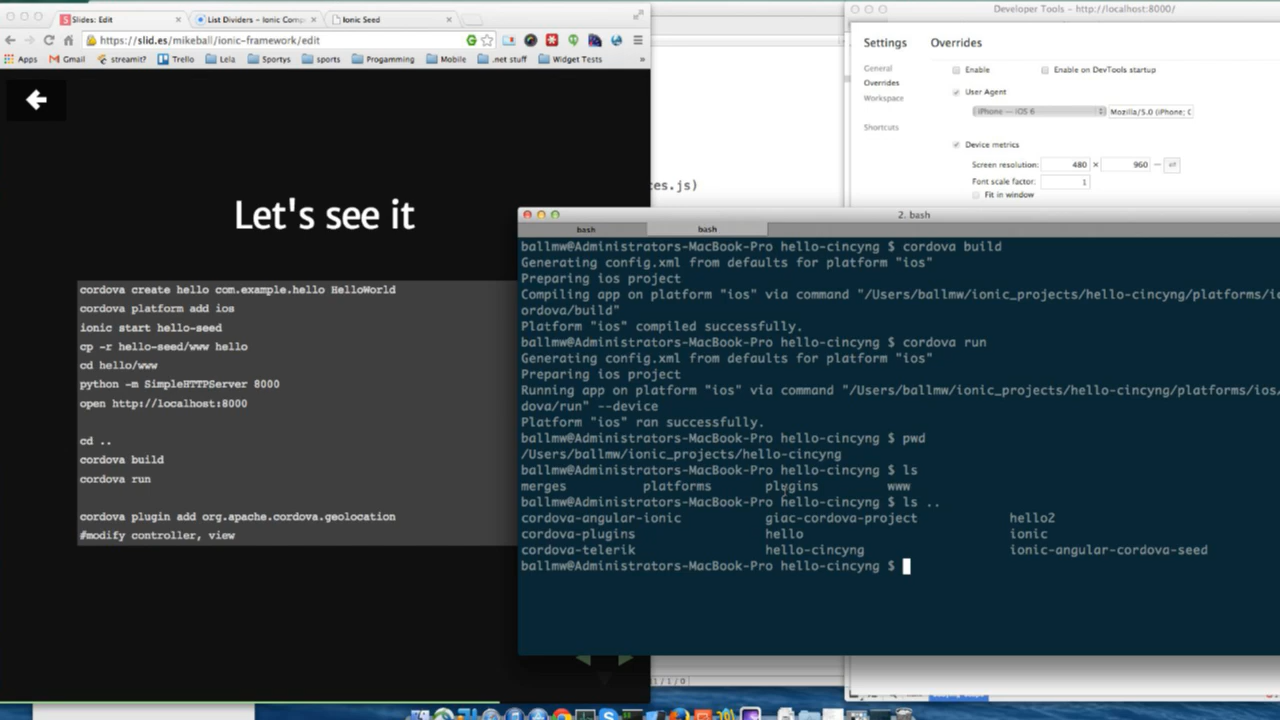 Slides: Edit
List Dividers – Ionic Comp
Ionic Seed
https://slid.es/mikeball/ionic-framework/edit
Apps
Gmail
streamit?
Trello
Lela
Sportys
sports
Progamming
Mobile
.net stuff
Widget Tests
»
Let's see it
cordova create hello com.example.hello HelloWorld
cordova platform add ios
ionic start hello-seed
cp -r hello-seed/www hello
cd hello/www
python -m SimpleHTTPServer 8000
open http://localhost:8000
cd ..
cordova build
cordova run
cordova plugin add org.apache.cordova.geolocation
#modify controller, view
Developer Tools - http://localhost:8000/
Settings
General
Overrides
Workspace
Shortcuts
Overrides
Enable
Enable on DevTools startup
User Agent
iPhone — iOS 6
Mozilla/5.0 (iPhone; C
Device metrics
Screen resolution:
480 × 960
Font scale factor:
1
Fit in window
es.js)
2. bash
bash
bash
ballmw@Administrators-MacBook-Pro hello-cincyng $ cordova build
Generating config.xml from defaults for platform "ios"
Preparing ios project
Compiling app on platform "ios" via command "/Users/ballmw/ionic_projects/hello-cincyng/platforms/io
ordova/build"
Platform "ios" compiled successfully.
ballmw@Administrators-MacBook-Pro hello-cincyng $ cordova run
Generating config.xml from defaults for platform "ios"
Preparing ios project
Running app on platform "ios" via command "/Users/ballmw/ionic_projects/hello-cincyng/platforms/ios/
dova/run" --device
Platform "ios" ran successfully.
ballmw@Administrators-MacBook-Pro hello-cincyng $ pwd
/Users/ballmw/ionic_projects/hello-cincyng
ballmw@Administrators-MacBook-Pro hello-cincyng $ ls
merges platforms plugins www
ballmw@Administrators-MacBook-Pro hello-cincyng $ ls ..
cordova-angular-ionic giac-cordova-project hello2
cordova-plugins hello ionic
cordova-telerik hello-cincyng ionic-angular-cordova-seed
ballmw@Administrators-MacBook-Pro hello-cincyng $
1/1/0